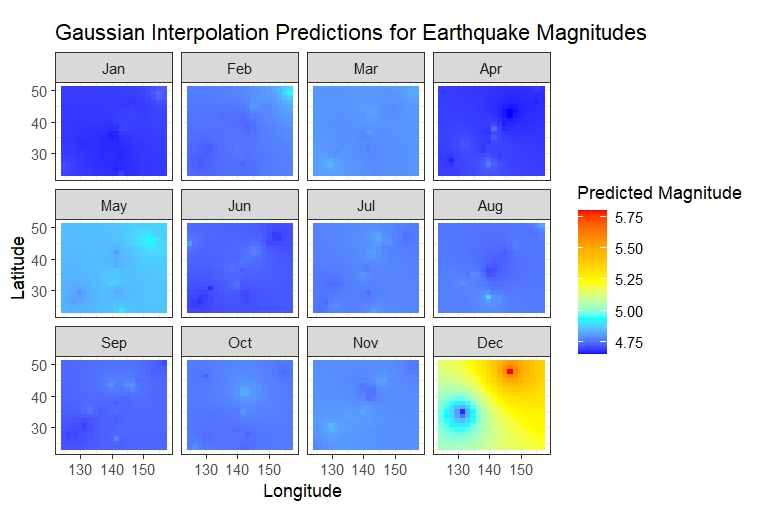 Gaussian Interpolation Predictions for Earthquake Magnitudes
Jan Feb Mar Apr
50
40
30
May Jun Jul Aug
50
40
30
Sep Oct Nov Dec
50
40
30
130 140 150 130 140 150 130 140 150 130 140 150
Longitude
Latitude
Predicted Magnitude
5.75
5.50
5.25
5.00
4.75